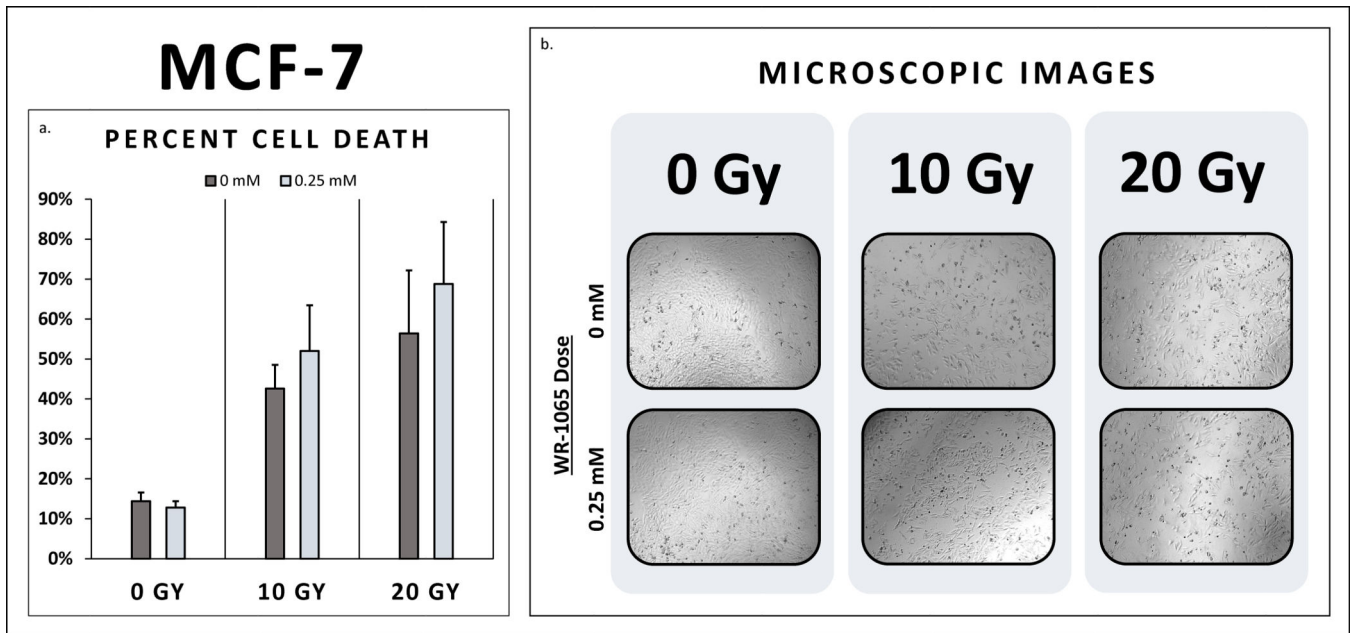 MCF-7
a.
PERCENT CELL DEATH
0 mM 0.25 mM
90%
80%
70%
60%
50%
40%
30%
20%
10%
0%
0 GY 10 GY 20 GY
b.
MICROSCOPIC IMAGES
0 Gy 10 Gy 20 Gy
WR-1065 Dose
0 mM
0.25 mM